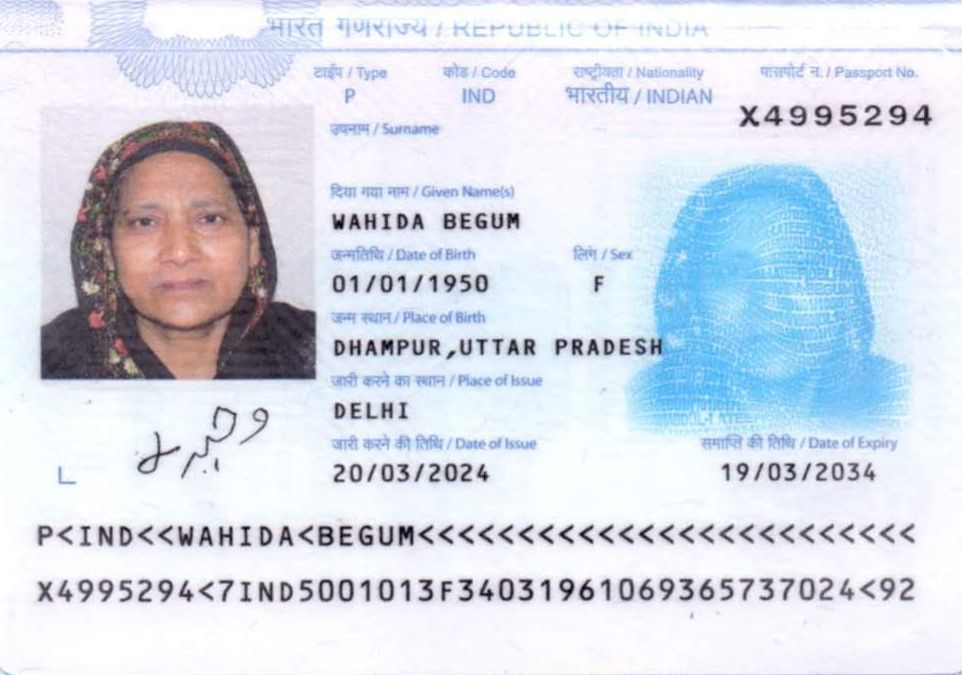 भारत गणराज्य / REPUBLIC OF INDIA
टाईप / Type कोड / Code राष्ट्रीयता / Nationality पासपोर्ट न. / Passport No.
P IND भारतीय / INDIAN X4995294
उपनाम / Surname
दिया गया नाम / Given Name(s)
WAHIDA BEGUM
जन्मतिथि / Date of Birth लिंग / Sex
01/01/1950 F
जन्म स्थान / Place of Birth
DHAMPUR,UTTAR PRADESH
जारी करने का स्थान / Place of Issue
DELHI
जारी करने की तिथि / Date of Issue समाप्ति की तिथि / Date of Expiry
20/03/2024 19/03/2034
P<IND<<WAHIDA<BEGUM<<<<<<<<<<<<<<<<<<<<<<<<<
X4995294<7IND5001013F34031961069365737024<92